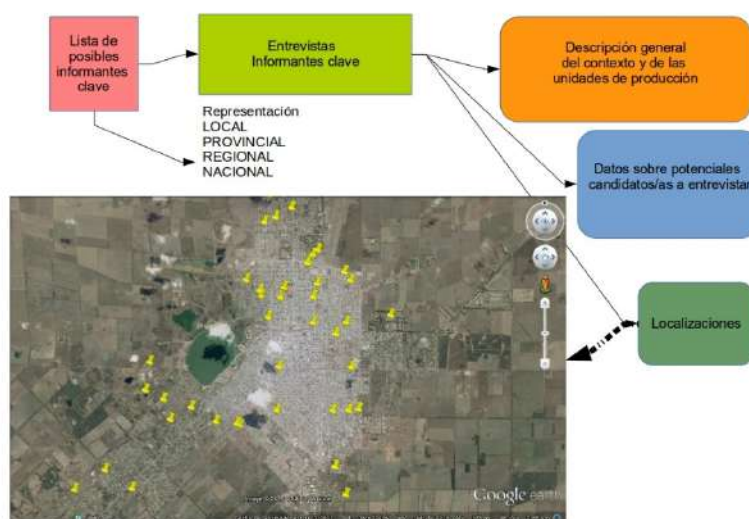 Lista de
posibles
informantes
clave
Entrevistas
Informantes clave
Descripción general
del contexto y de las
unidades de producción
Representación
LOCAL
PROVINCIAL
REGIONAL
NACIONAL
Datos sobre potenciales
candidatos/as a entrevistar
Localizaciones
Google earth